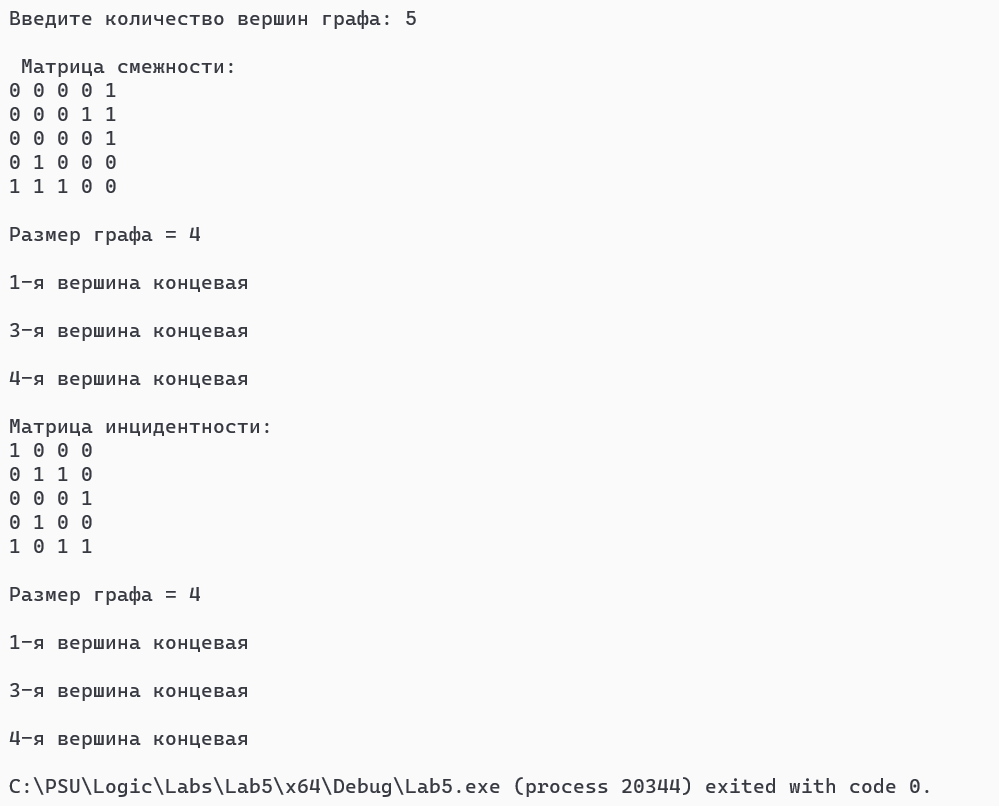 Введите количество вершин графа: 5
Матрица смежности:
0 0 0 0 1
0 0 0 1 1
0 0 0 0 1
0 1 0 0 0
1 1 1 0 0
Размер графа = 4
1-я вершина концевая
3-я вершина концевая
4-я вершина концевая
Матрица инцидентности:
1 0 0 0
0 1 1 0
0 0 0 1
0 1 0 0
1 0 1 1
Размер графа = 4
1-я вершина концевая
3-я вершина концевая
4-я вершина концевая
C:\PSU\Logic\Labs\Lab5\x64\Debug\Lab5.exe (process 20344) exited with code 0.